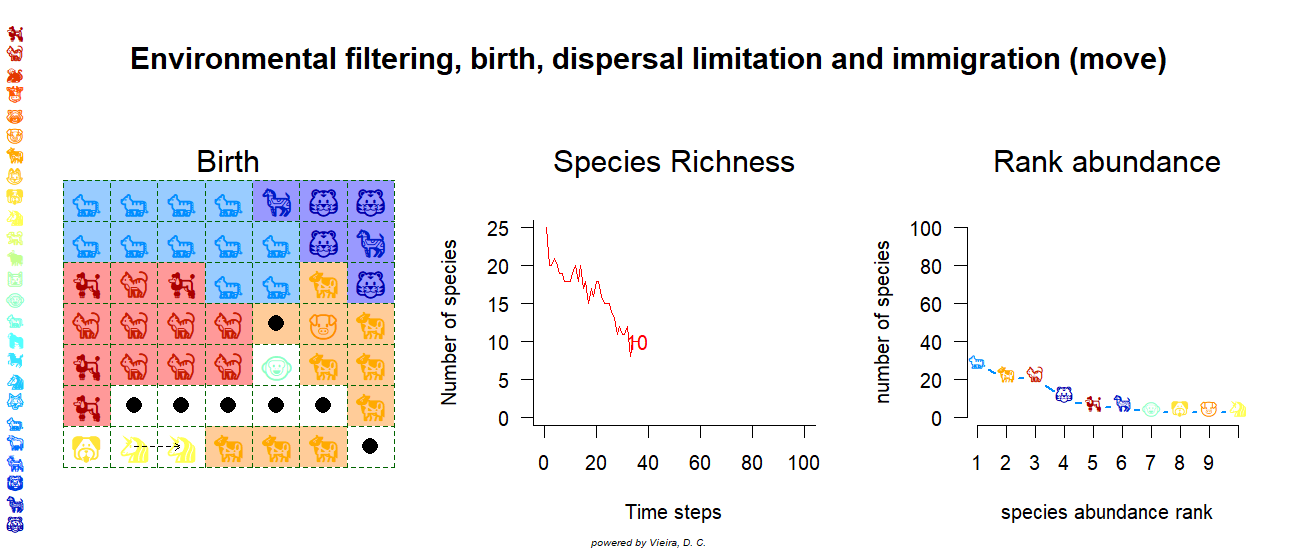 Environmental filtering, birth, dispersal limitation and immigration (move)
Birth
Species Richness
Rank abundance
Number of species
25
20
15
10
5
0
10
0 20 40 60 80 100
Time steps
number of species
100
80
60
40
20
0
1 2 3 4 5 6 7 8 9
species abundance rank
powered by Vieira, D. C.